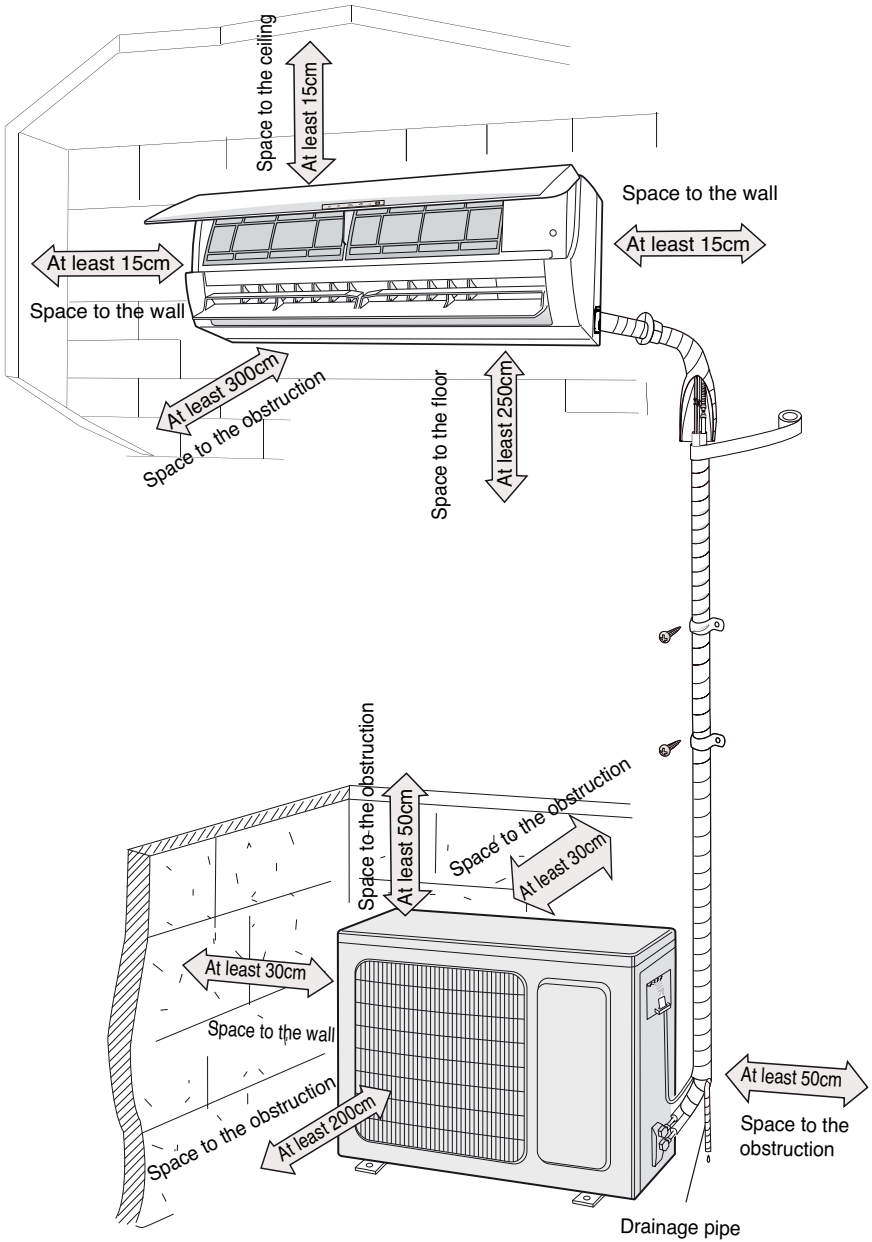 Space to the ceiling
At least 15cm
Space to the wall
At least 15cm
At least 15cm
Space to the wall
At least 300cm
Space to the obstruction
Space to the floor
At least 250cm
Space to the obstruction
At least 50cm
Space to the obstruction
At least 30cm
At least 30cm
Space to the wall
Space to the obstruction
At least 200cm
At least 50cm
Space to the
obstruction
Drainage pipe